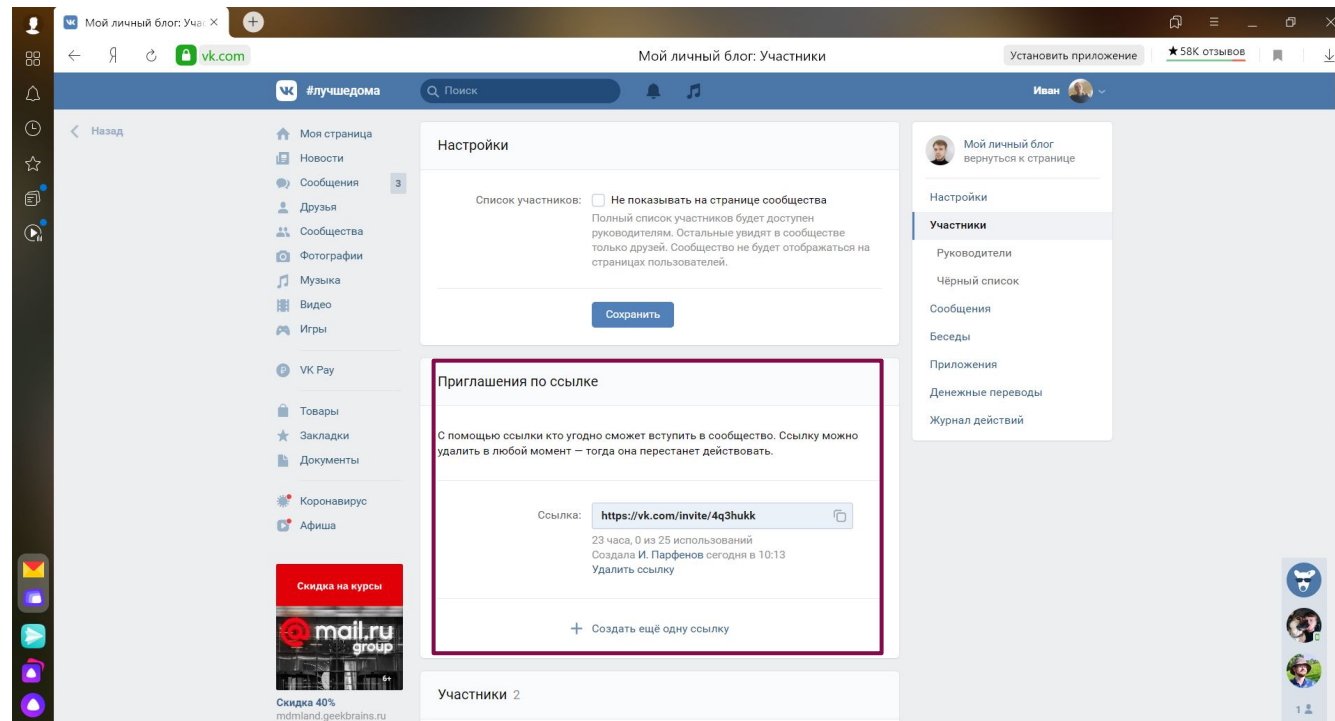 Мой личный блог: Учас
Я
vk.com
Мой личный блог: Участники
Установить приложение
★58K отзывов
#лучшедома
Поиск
Иван
Назад
Моя страница
Новости
Сообщения 3
Друзья
Сообщества
Фотографии
Музыка
Видео
Игры
VK Pay
Товары
Закладки
Документы
Коронавирус
Афиша
Скидка на курсы
mail.ru
group
6+
Скидка 40%
mdmland.geekbrains.ru
Настройки
Список участников: Не показывать на странице сообщества
Полный список участников будет доступен
руководителям. Остальные увидят в сообществе
только друзей. Сообщество не будет отображаться на
страницах пользователей.
Сохранить
Приглашения по ссылке
С помощью ссылки кто угодно сможет вступить в сообщество. Ссылку можно
удалить в любой момент — тогда она перестанет действовать.
Ссылка: https://vk.com/invite/4q3hukk
23 часа, 0 из 25 использований
Создала И. Парфенов сегодня в 10:13
Удалить ссылку
+ Создать ещё одну ссылку
Участники 2
Мой личный блог
вернуться к странице
Настройки
Участники
Руководители
Чёрный список
Сообщения
Беседы
Приложения
Денежные переводы
Журнал действий
1